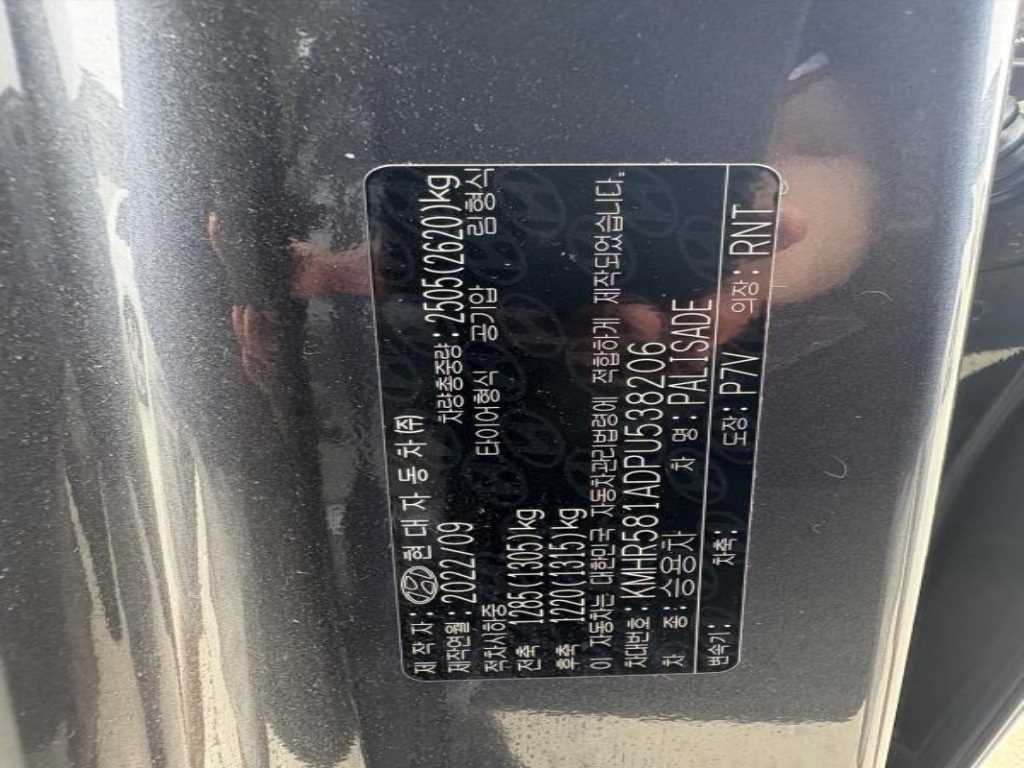 제 작 자 : 현 대 자 동 차 (주)
제작연월 : 2022/09 차량총중량 : 2505(2620)kg
적차시하중 타이어형식 공기압 림형식
전축 1285(1305)kg
후축 1220(1315)kg
이 자동차는 대한민국 자동차관리법령에 적합하게 제작되었습니다.
차대번호: KMHR581ADPU538206
차 종: 승용차 차 명: PALISADE
변속기: 차축: 도장: P7V 의장: RNT